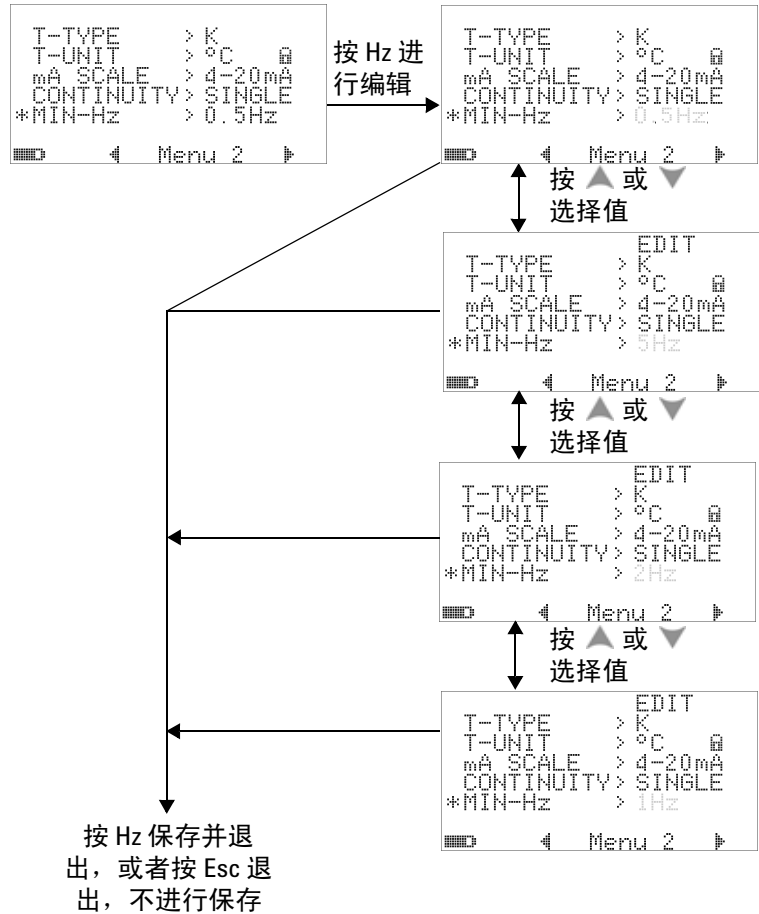 T-TYPE > K
T-UNIT > °C
mA SCALE > 4-20mA
CONTINUITY> SINGLE
*MIN-Hz > 0.5Hz
Menu 2
按 Hz 进
行编辑
T-TYPE > K
T-UNIT > °C
mA SCALE > 4-20mA
CONTINUITY> SINGLE
*MIN-Hz > 0.5Hz
Menu 2
按 ▲ 或 ▼
选择值
EDIT
T-TYPE > K
T-UNIT > °C
mA SCALE > 4-20mA
CONTINUITY> SINGLE
*MIN-Hz > 5Hz
Menu 2
按 ▲ 或 ▼
选择值
EDIT
T-TYPE > K
T-UNIT > °C
mA SCALE > 4-20mA
CONTINUITY> SINGLE
*MIN-Hz > 2Hz
Menu 2
按 ▲ 或 ▼
选择值
EDIT
T-TYPE > K
T-UNIT > °C
mA SCALE > 4-20mA
CONTINUITY> SINGLE
*MIN-Hz > 1Hz
Menu 2
按 Hz 保存并退
出，或者按 Esc 退
出，不进行保存